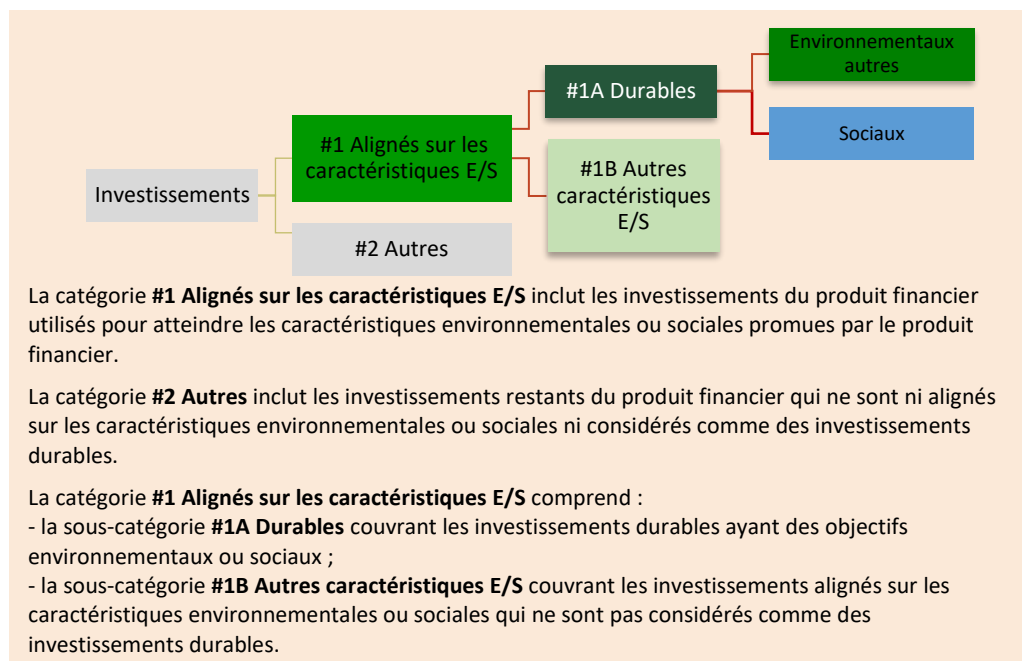 Environnementaux
autres
#1A Durables
Sociaux
#1 Alignés sur les
caractéristiques E/S
#1B Autres
caractéristiques
E/S
Investissements
#2 Autres
La catégorie #1 Alignés sur les caractéristiques E/S inclut les investissements du produit financier
utilisés pour atteindre les caractéristiques environnementales ou sociales promues par le produit
financier.
La catégorie #2 Autres inclut les investissements restants du produit financier qui ne sont ni alignés
sur les caractéristiques environnementales ou sociales ni considérés comme des investissements
durables.
La catégorie #1 Alignés sur les caractéristiques E/S comprend :
- la sous-catégorie #1A Durables couvrant les investissements durables ayant des objectifs
environnementaux ou sociaux ;
- la sous-catégorie #1B Autres caractéristiques E/S couvrant les investissements alignés sur les
caractéristiques environnementales ou sociales qui ne sont pas considérés comme des
investissements durables.